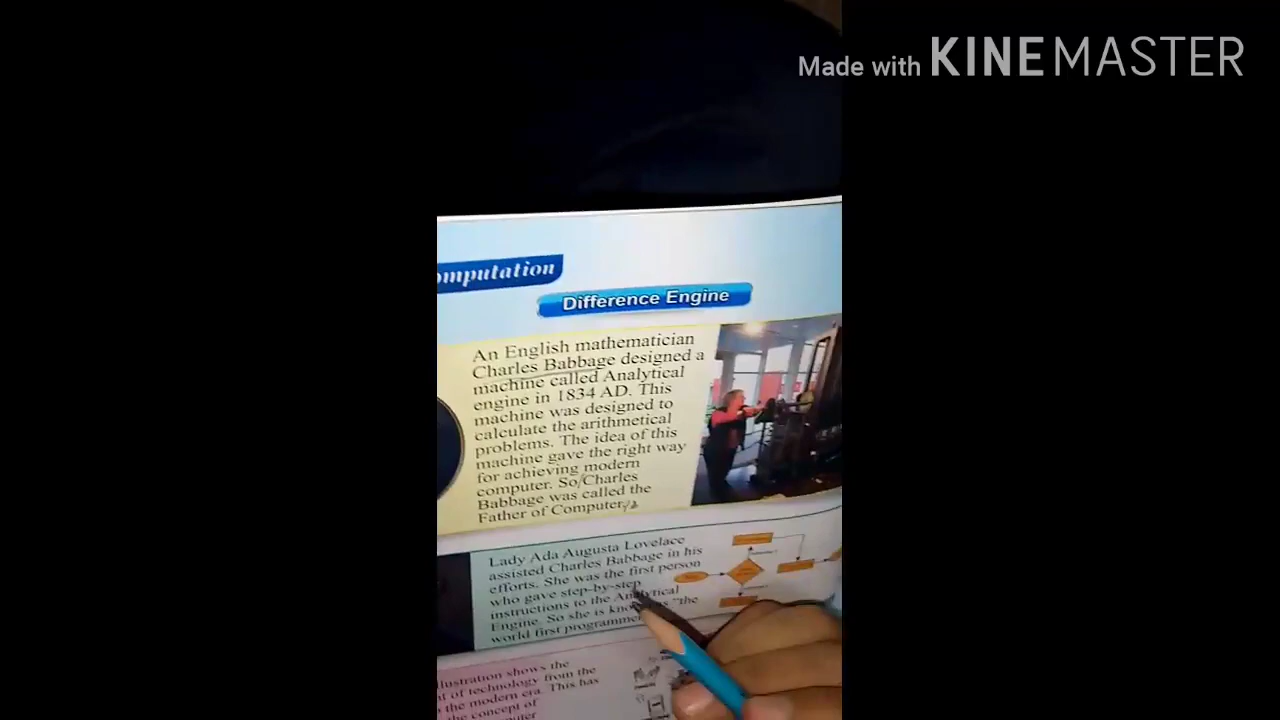 Made with KINEMASTER
omputation
Difference Engine
An English mathematician
Charles Babbage designed a
machine called Analytical
engine in 1834 AD. This
machine was designed to
calculate the arithmetical
problems. The idea of this
machine gave the right way
for achieving modern
computer. So/Charles
Babbage was called the
Father of Computer
Lady Ada Augusta Lovelace
assisted Charles Babbage in his
efforts. She was the first person
who gave step-by-step
instructions to the Analytical
Engine. So she is as "the
world first programmer
llustration shows the
t of technology from the
the modern era. This has
the concept of